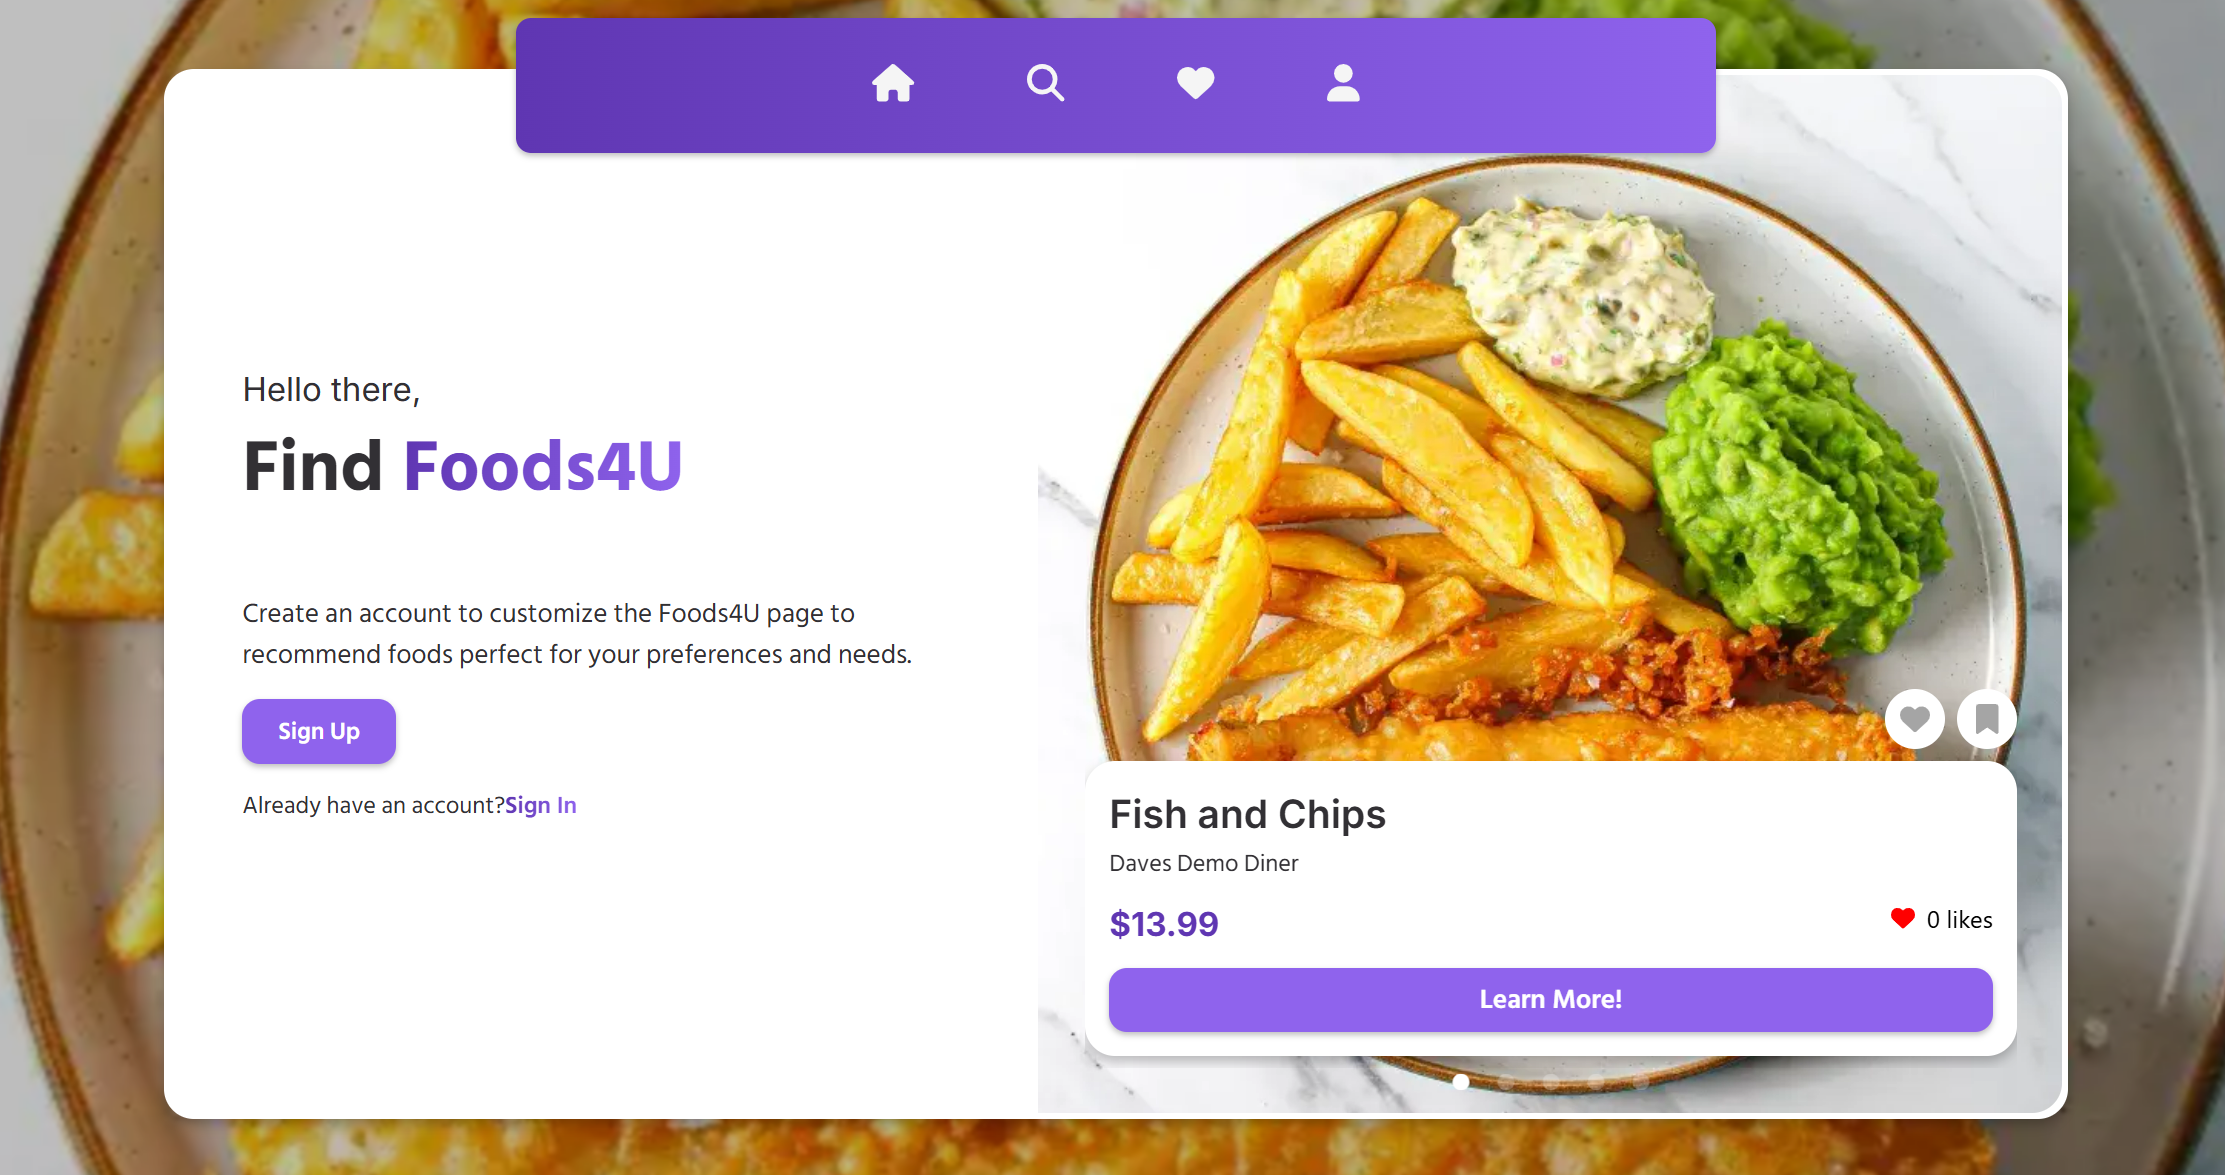 Hello there,
Find Foods4U
Create an account to customize the Foods4U page to
recommend foods perfect for your preferences and needs.
Sign Up
Already have an account?Sign In
Fish and Chips
Daves Demo Diner
$13.99
0 likes
Learn More!